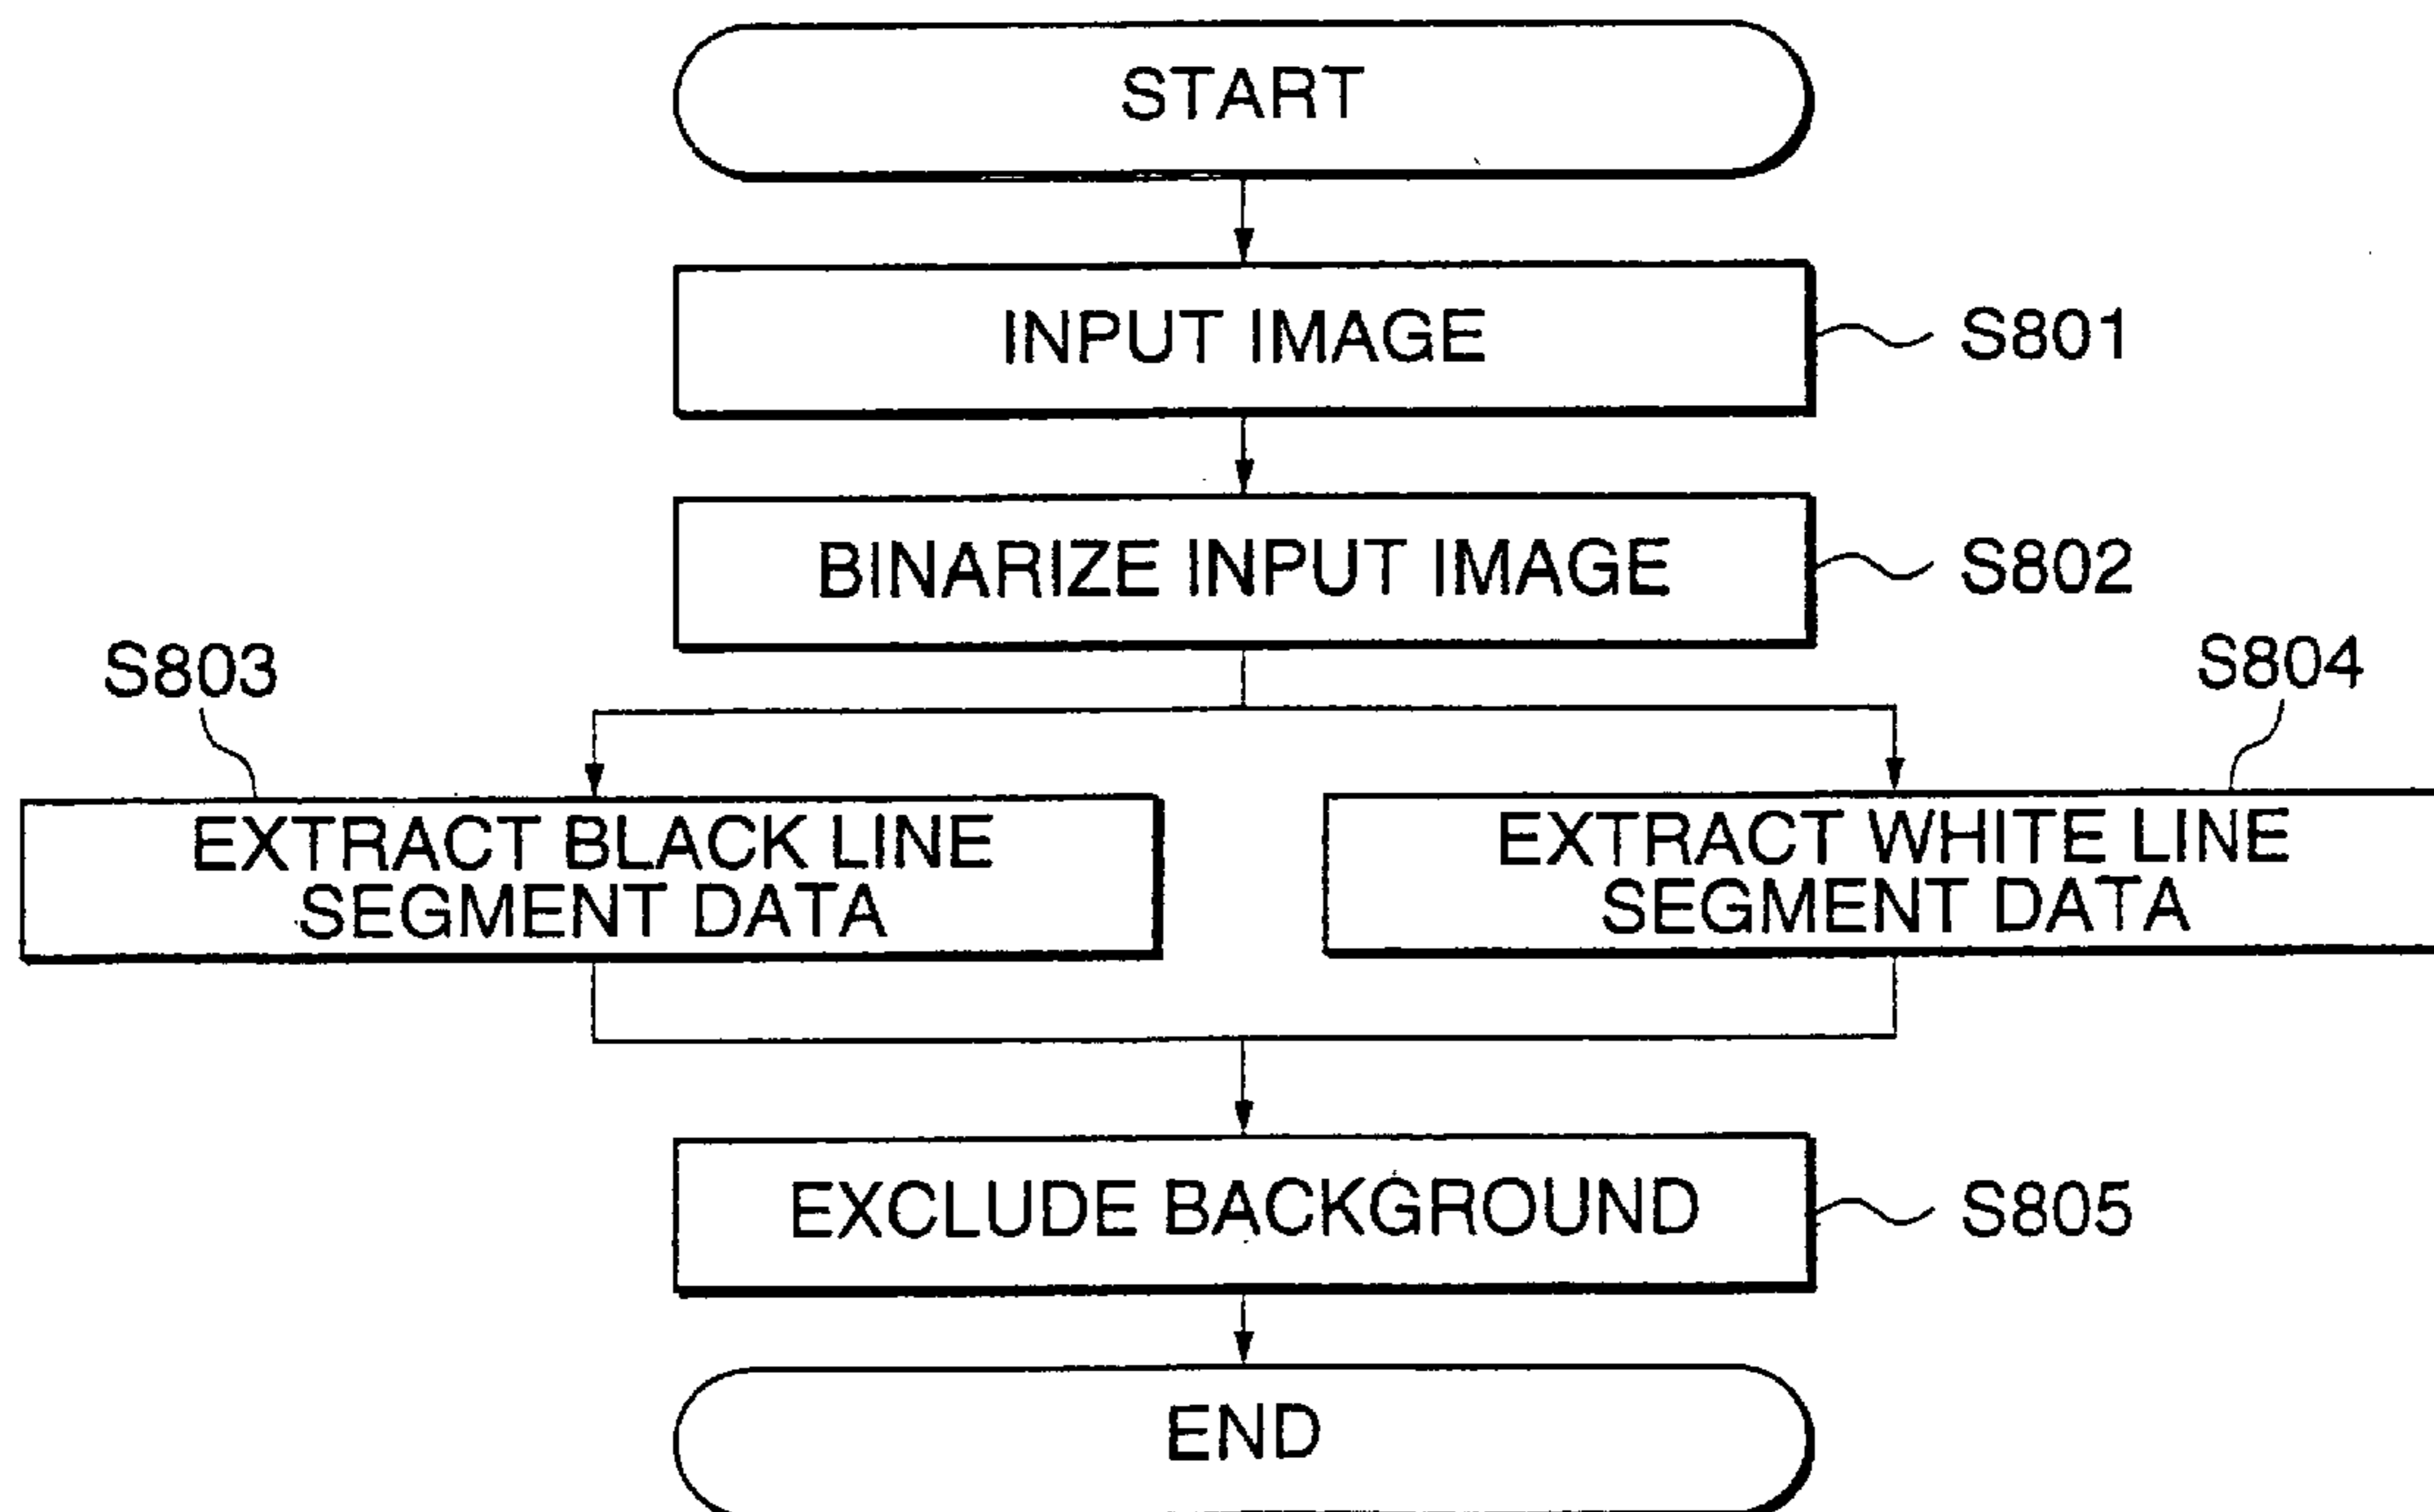 START
INPUT IMAGE
S801
BINARIZE INPUT IMAGE
S802
S803
S804
EXTRACT BLACK LINE
SEGMENT DATA
EXTRACT WHITE LINE
SEGMENT DATA
EXCLUDE BACKGROUND
S805
END